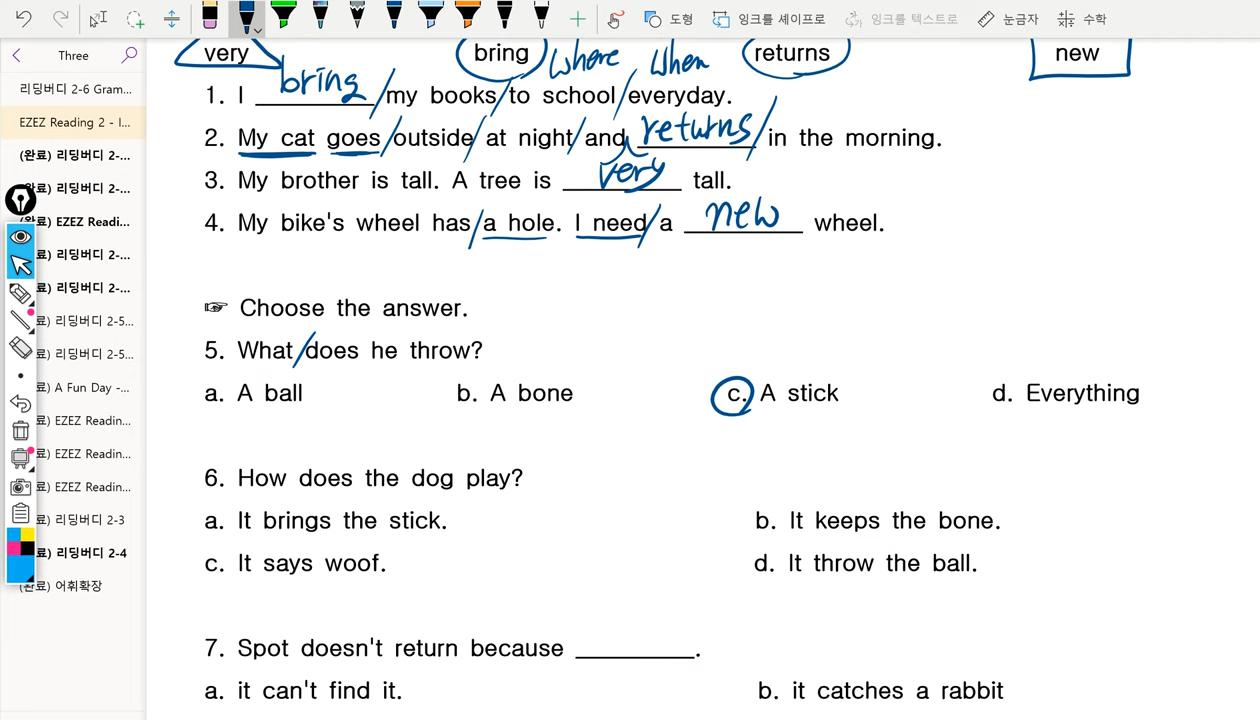 도형
잉크를 셰이프로
잉크를 텍스트로
눈금자
수학
Three
리딩버디 2-6 Gram...
EZEZ Reading 2 - I...
(완료) 리딩버디 2-...
료) 리딩버디 2-...
료) EZEZ Readi...
료) 리딩버디 2-...
료) 리딩버디 2-...
료) 리딩버디 2-5...
료) 리딩버디 2-5...
료) A Fun Day -...
료) EZEZ Readin...
료) EZEZ Readin...
료) EZEZ Readin...
료) 리딩버디 2-3
료) 리딩버디 2-4
(완료) 어휘확장
very bring where when returns new
1. I bring my books to school everyday.
2. My cat goes outside at night and returns in the morning.
3. My brother is tall. A tree is very tall.
4. My bike's wheel has a hole. I need a new wheel.
☞ Choose the answer.
5. What does he throw?
a. A ball b. A bone c. A stick d. Everything
6. How does the dog play?
a. It brings the stick. b. It keeps the bone.
c. It says woof. d. It throw the ball.
7. Spot doesn't return because ________.
a. it can't find it. b. it catches a rabbit